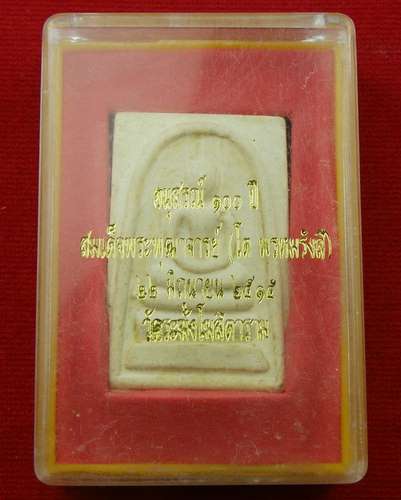 อนุสรณ์ ๑๐๐ ปี
สมเด็จพระพุฒาจารย์ (โต พรหมรังสี)
๒๒ มิถุนายน ๒๕๑๕
วัดระฆังโฆสิตาราม